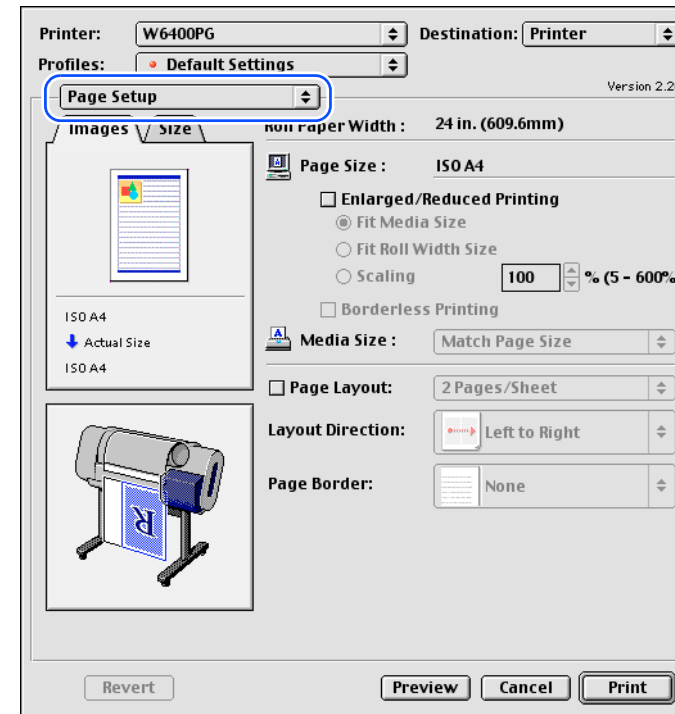 Printer: W6400PG Destination: Printer
Profiles: Default Settings
Version 2.2
Page Setup
Images Size Roll Paper Width : 24 in. (609.6mm)
Page Size : ISO A4
Enlarged/Reduced Printing
Fit Media Size
Fit Roll Width Size
Scaling 100 % (5 - 600%
Borderless Printing
ISO A4
Actual Size
ISO A4
Media Size : Match Page Size
Page Layout: 2 Pages/Sheet
Layout Direction: Left to Right
Page Border: None
R
Revert Preview Cancel Print